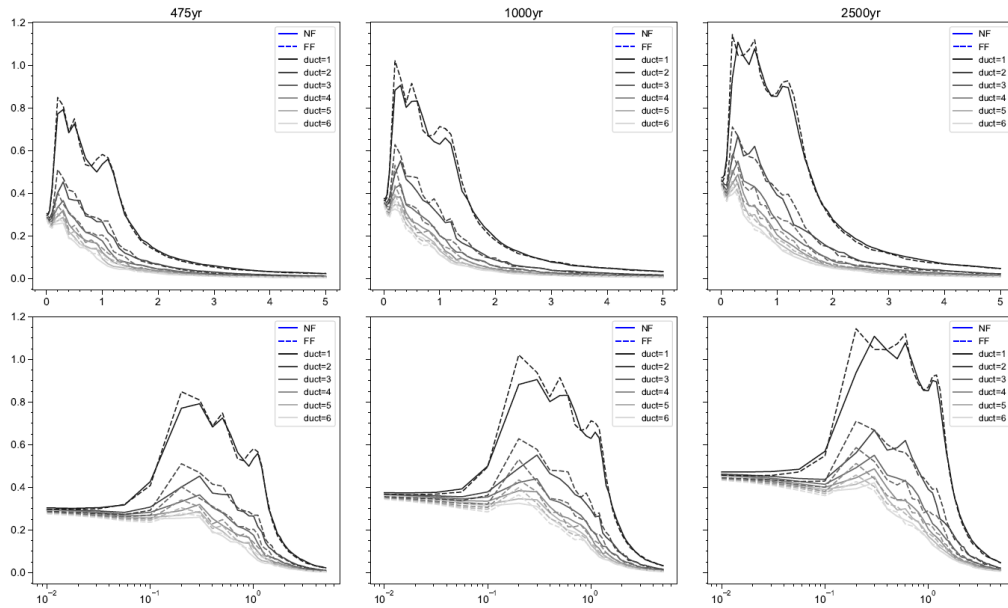 475yr
1000yr
2500yr
1.2
1.0
0.8
0.6
0.4
0.2
0.0
0 1 2 3 4 5
NF
FF
duct=1
duct=2
duct=3
duct=4
duct=5
duct=6
0 1 2 3 4 5
NF
FF
duct=1
duct=2
duct=3
duct=4
duct=5
duct=6
0 1 2 3 4 5
NF
FF
duct=1
duct=2
duct=3
duct=4
duct=5
duct=6
1.2
1.0
0.8
0.6
0.4
0.2
0.0
10⁻² 10⁻¹ 10⁰
NF
FF
duct=1
duct=2
duct=3
duct=4
duct=5
duct=6
10⁻² 10⁻¹ 10⁰
NF
FF
duct=1
duct=2
duct=3
duct=4
duct=5
duct=6
10⁻² 10⁻¹ 10⁰
NF
FF
duct=1
duct=2
duct=3
duct=4
duct=5
duct=6